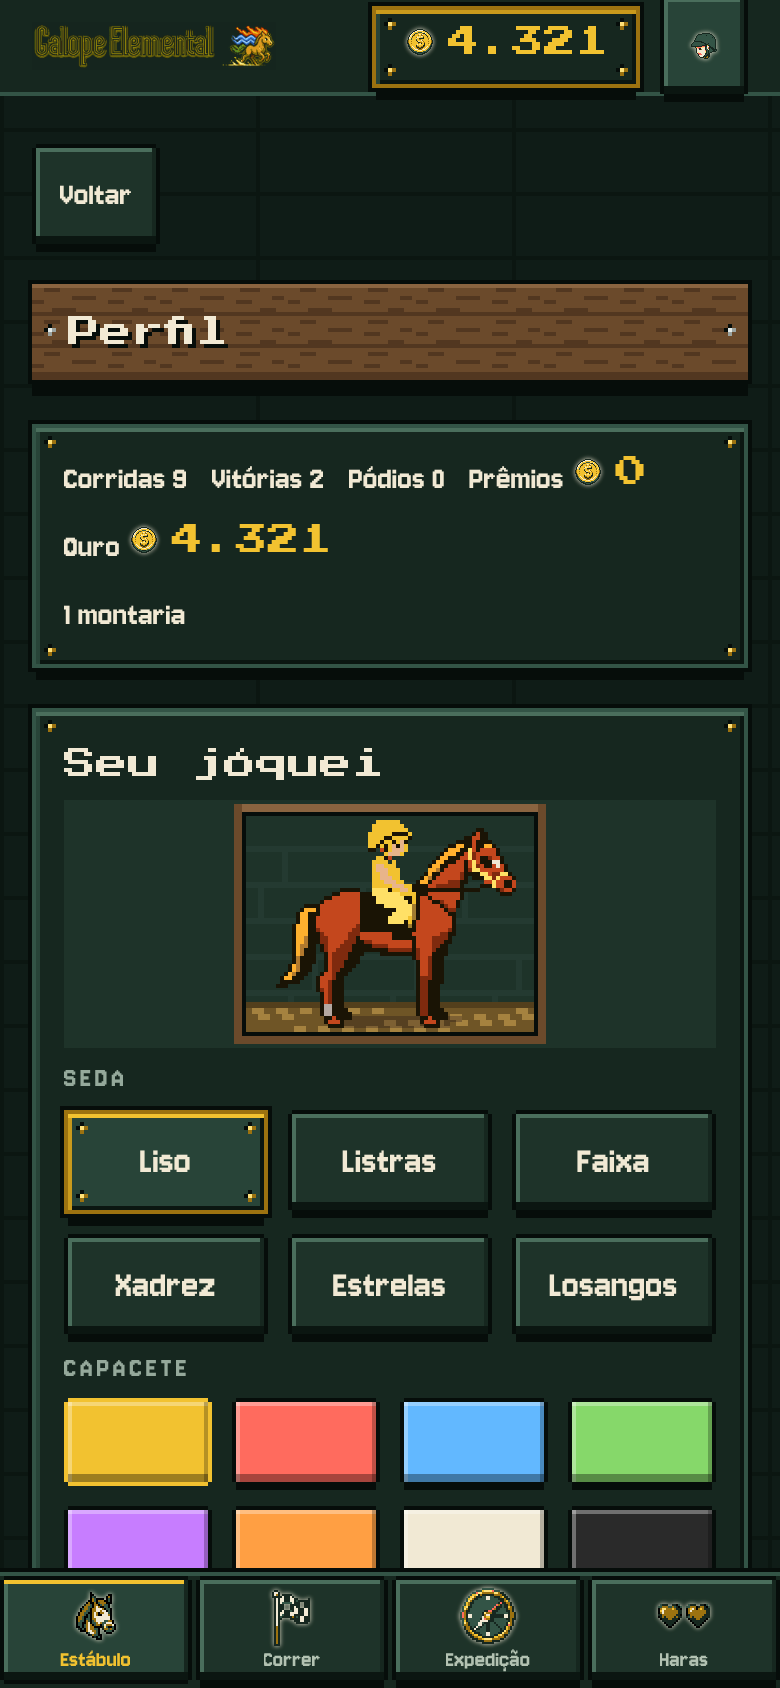 Galope Elemental
4.321
Voltar
Perfil
Corridas 9 Vitórias 2 Pódios 0 Prêmios 0
Ouro 4.321
1 montaria
Seu jóquei
SEDA
Liso Listras Faixa
Xadrez Estrelas Losangos
CAPACETE
Estábulo Correr Expedição Haras